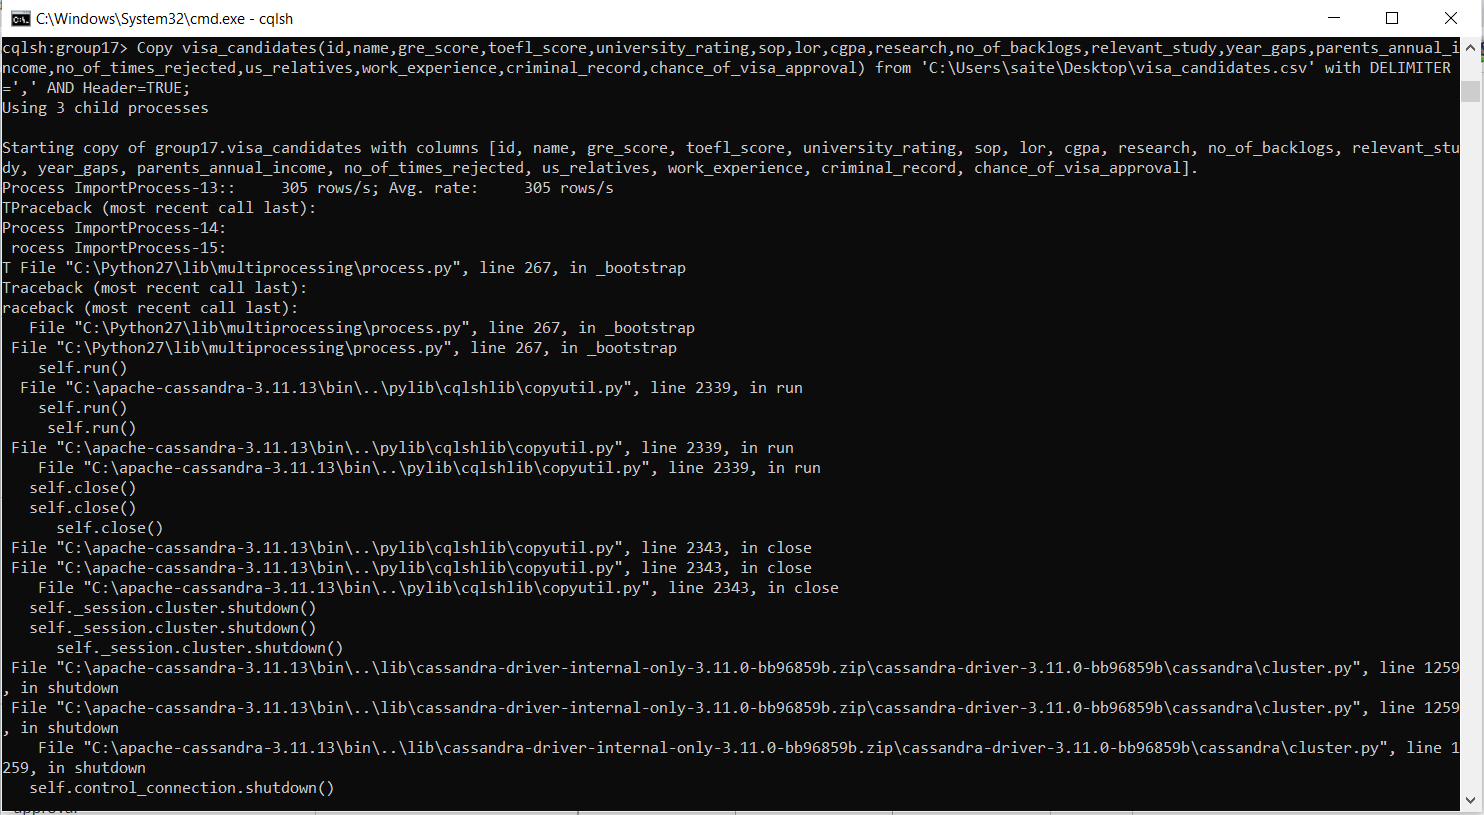 C:\Windows\System32\cmd.exe - cqlsh
cqlsh:group17> Copy visa_candidates(id,name,gre_score,toefl_score,university_rating,sop,lor,cgpa,research,no_of_backlogs,relevant_study,year_gaps,parents_annual_i
ncome,no_of_times_rejected,us_relatives,work_experience,criminal_record,chance_of_visa_approval) from 'C:\Users\saite\Desktop\visa_candidates.csv' with DELIMITER
=',' AND Header=TRUE;
Using 3 child processes
Starting copy of group17.visa_candidates with columns [id, name, gre_score, toefl_score, university_rating, sop, lor, cgpa, research, no_of_backlogs, relevant_stu
dy, year_gaps, parents_annual_income, no_of_times_rejected, us_relatives, work_experience, criminal_record, chance_of_visa_approval].
Process ImportProcess-13::     305 rows/s; Avg. rate:     305 rows/s
TPraceback (most recent call last):
Process ImportProcess-14:
 rocess ImportProcess-15:
T File "C:\Python27\lib\multiprocessing\process.py", line 267, in _bootstrap
Traceback (most recent call last):
raceback (most recent call last):
   File "C:\Python27\lib\multiprocessing\process.py", line 267, in _bootstrap
 File "C:\Python27\lib\multiprocessing\process.py", line 267, in _bootstrap
    self.run()
  File "C:\apache-cassandra-3.11.13\bin\..\pylib\cqlshlib\copyutil.py", line 2339, in run
    self.run()
     self.run()
 File "C:\apache-cassandra-3.11.13\bin\..\pylib\cqlshlib\copyutil.py", line 2339, in run
    File "C:\apache-cassandra-3.11.13\bin\..\pylib\cqlshlib\copyutil.py", line 2339, in run
   self.close()
   self.close()
      self.close()
 File "C:\apache-cassandra-3.11.13\bin\..\pylib\cqlshlib\copyutil.py", line 2343, in close
 File "C:\apache-cassandra-3.11.13\bin\..\pylib\cqlshlib\copyutil.py", line 2343, in close
    File "C:\apache-cassandra-3.11.13\bin\..\pylib\cqlshlib\copyutil.py", line 2343, in close
   self._session.cluster.shutdown()
   self._session.cluster.shutdown()
      self._session.cluster.shutdown()
 File "C:\apache-cassandra-3.11.13\bin\..\lib\cassandra-driver-internal-only-3.11.0-bb96859b.zip\cassandra-driver-3.11.0-bb96859b\cassandra\cluster.py", line 1259
, in shutdown
 File "C:\apache-cassandra-3.11.13\bin\..\lib\cassandra-driver-internal-only-3.11.0-bb96859b.zip\cassandra-driver-3.11.0-bb96859b\cassandra\cluster.py", line 1259
, in shutdown
    File "C:\apache-cassandra-3.11.13\bin\..\lib\cassandra-driver-internal-only-3.11.0-bb96859b.zip\cassandra-driver-3.11.0-bb96859b\cassandra\cluster.py", line 1
259, in shutdown
   self.control_connection.shutdown()